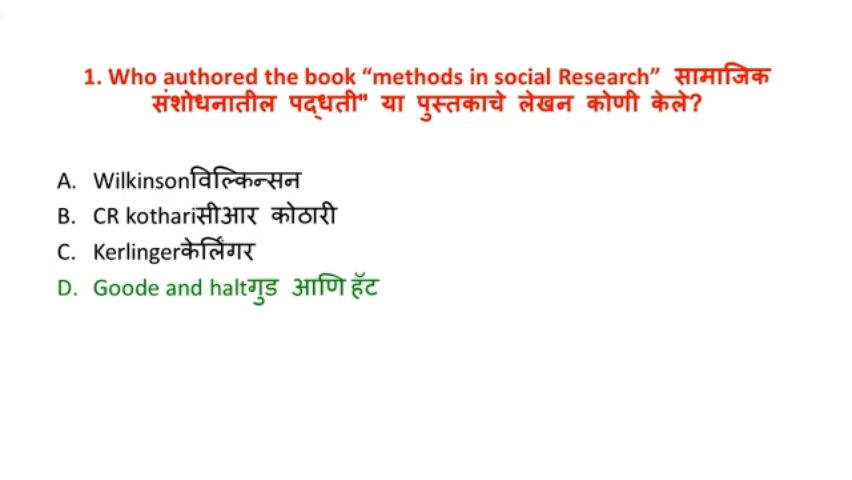 1. Who authored the book “methods in social Research” सामाजिक
संशोधनातील पद्धती" या पुस्तकाचे लेखन कोणी केले?
A. Wilkinsonविल्किन्सन
B. CR kothariसीआर कोठारी
C. Kerlingerकेर्लिंगर
D. Goode and haltगुड आणि हॅट